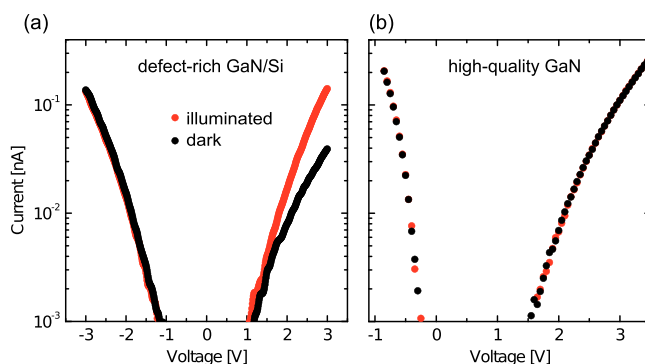 (a)
(b)
defect-rich GaN/Si
high-quality GaN
illuminated
dark
Current [nA]
10⁻¹
10⁻²
10⁻³
-3 -2 -1 0 1 2 3
-1 0 1 2 3
Voltage [V]
Voltage [V]